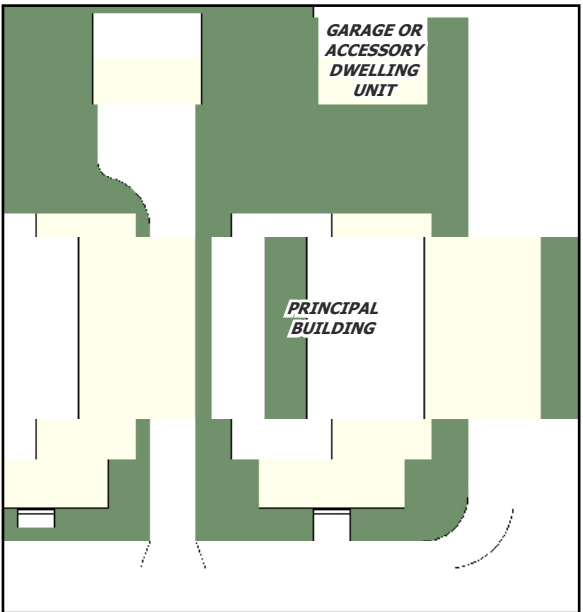 GARAGE OR
ACCESSORY
DWELLING
UNIT
PRINCIPAL
BUILDING